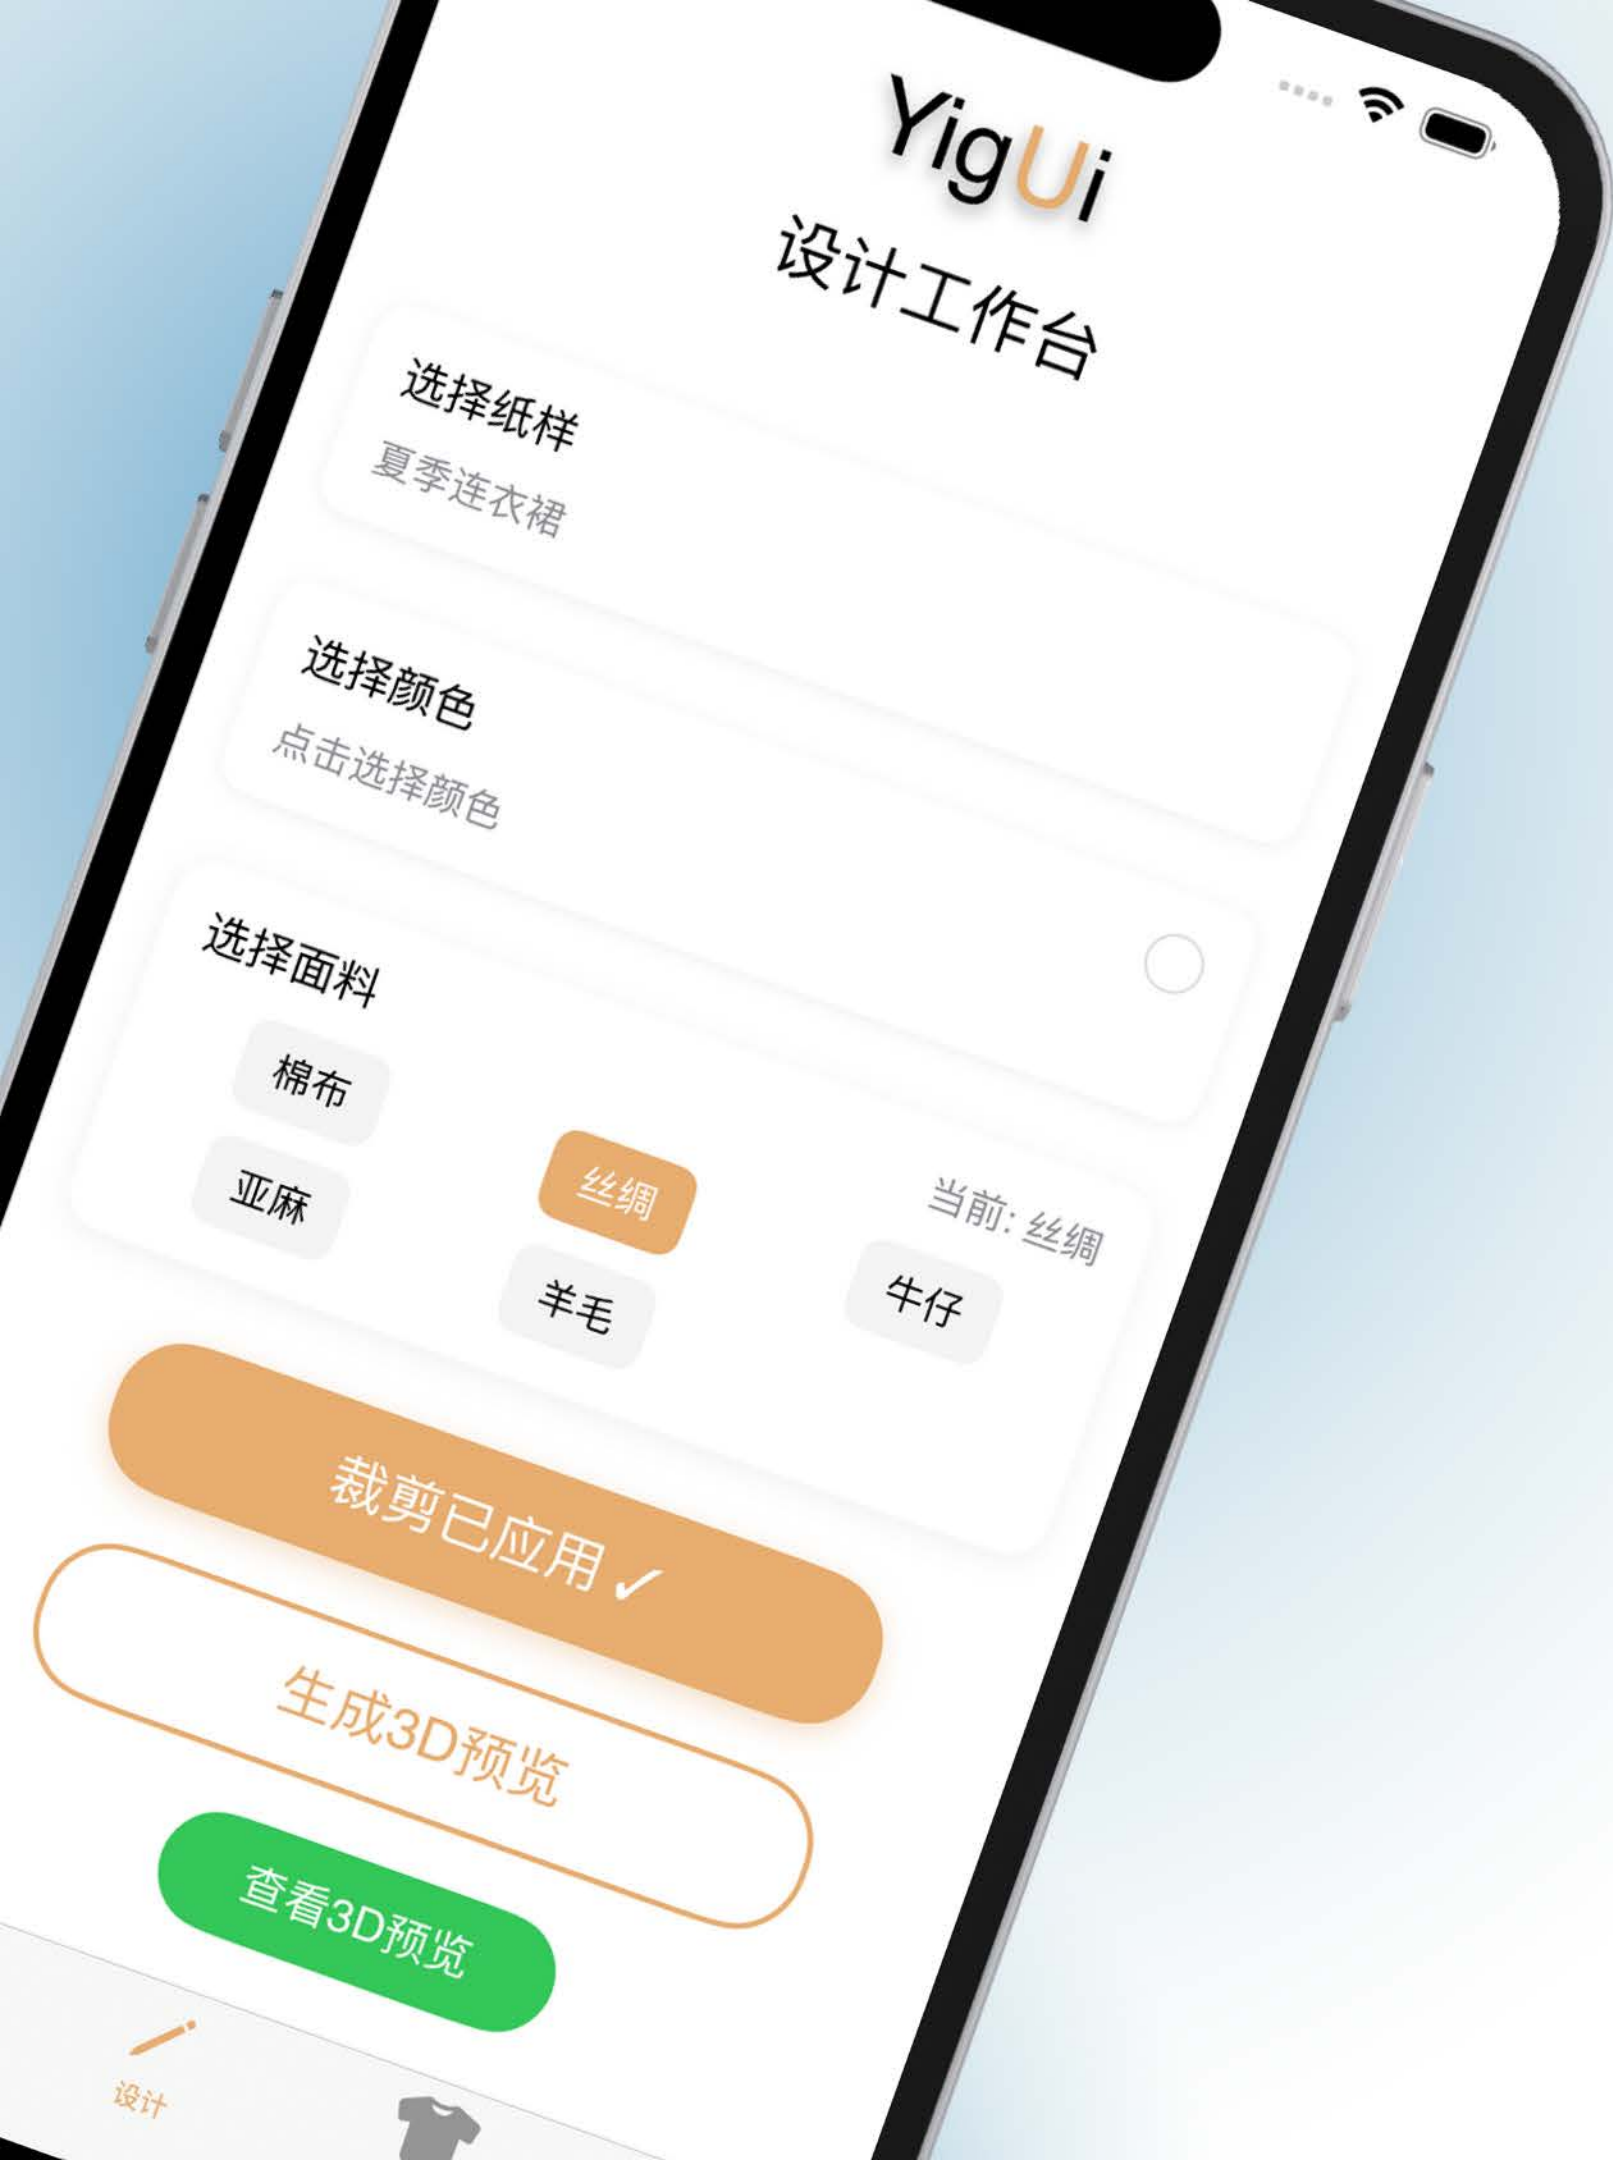 YigUi
设计工作台
选择纸样
夏季连衣裙
选择颜色
点击选择颜色
选择面料
当前: 丝绸
棉布
丝绸
牛仔
亚麻
羊毛
裁剪已应用 ✓
生成3D预览
查看3D预览
设计